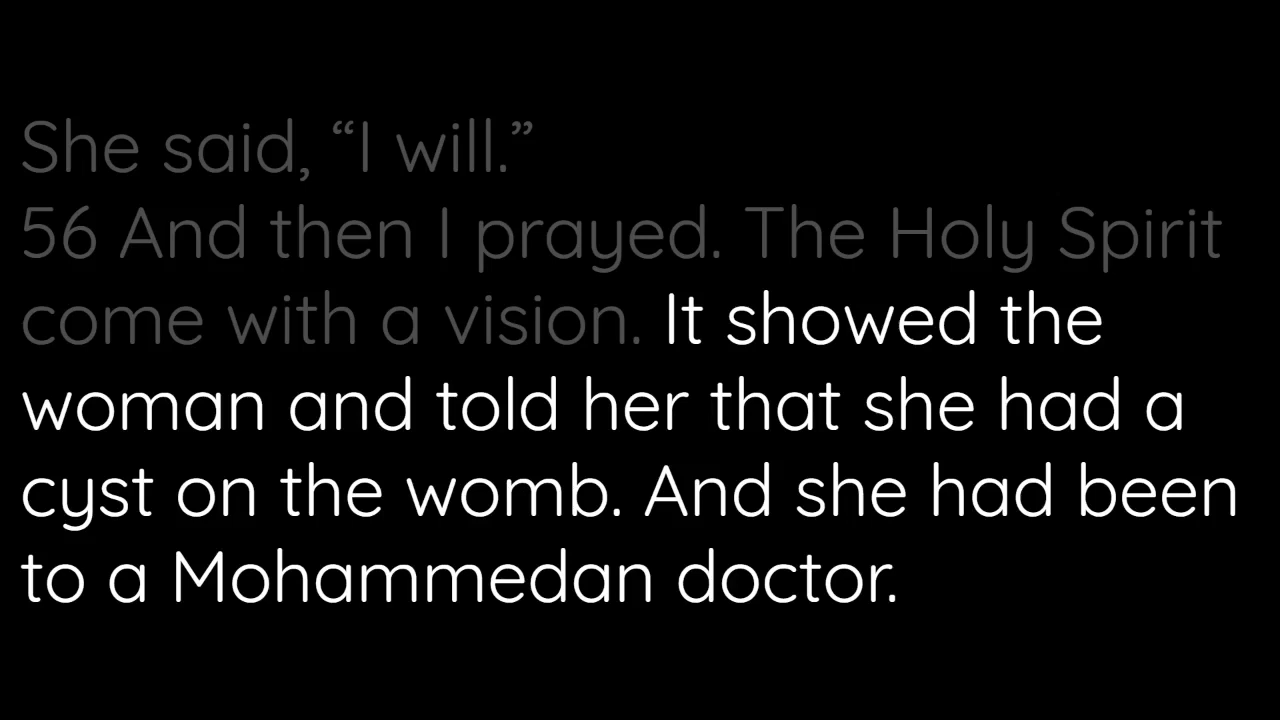 She said, “I will.”
56 And then I prayed. The Holy Spirit
come with a vision. It showed the
woman and told her that she had a
cyst on the womb. And she had been
to a Mohammedan doctor.